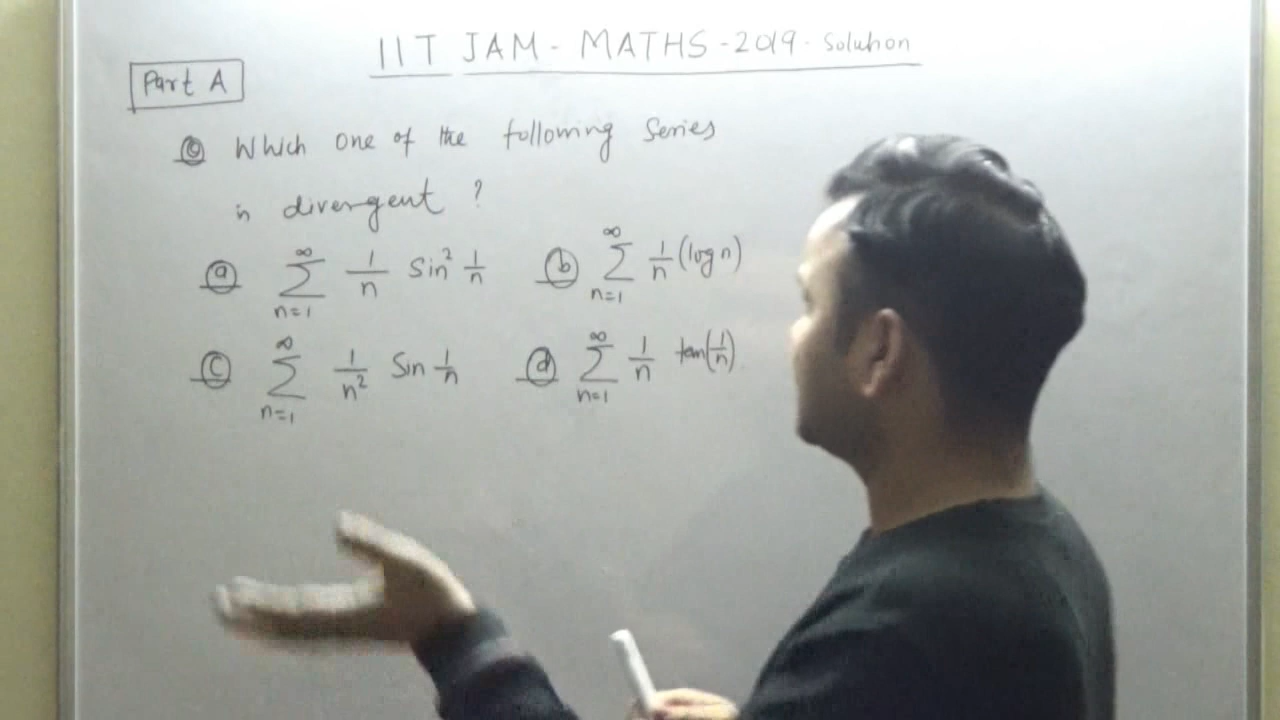 IIT JAM - MATHS - 2019 - Solution
Part A
Q Which one of the following Series
is divergent ?
(a) ∞ ∑ n=1 1/n Sin² 1/n (b) ∞ ∑ n=1 1/n (log n)
(c) ∞ ∑ n=1 1/n² Sin 1/n (d) ∞ ∑ n=1 1/n tan(1/n)